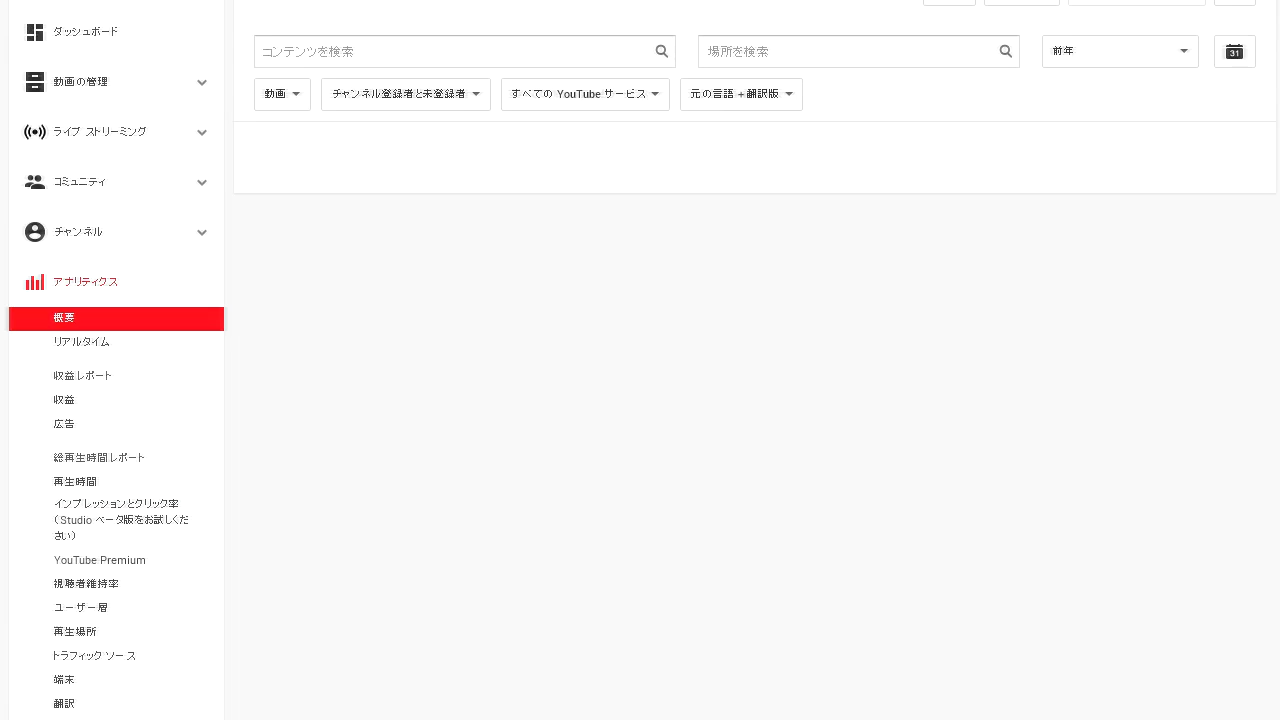 ダッシュボード
コンテンツを検索
場所を検索
前年
31
動画の管理
動画
チャンネル登録者と未登録者
すべての YouTube サービス
元の言語 + 翻訳版
ライブ ストリーミング
コミュニティ
チャンネル
アナリティクス
概要
リアルタイム
収益レポート
収益
広告
総再生時間レポート
再生時間
インプレッションとクリック率
（Studio ベータ版をお試しくだ
さい）
YouTube Premium
視聴者維持率
ユーザー層
再生場所
トラフィック ソース
端末
翻訳